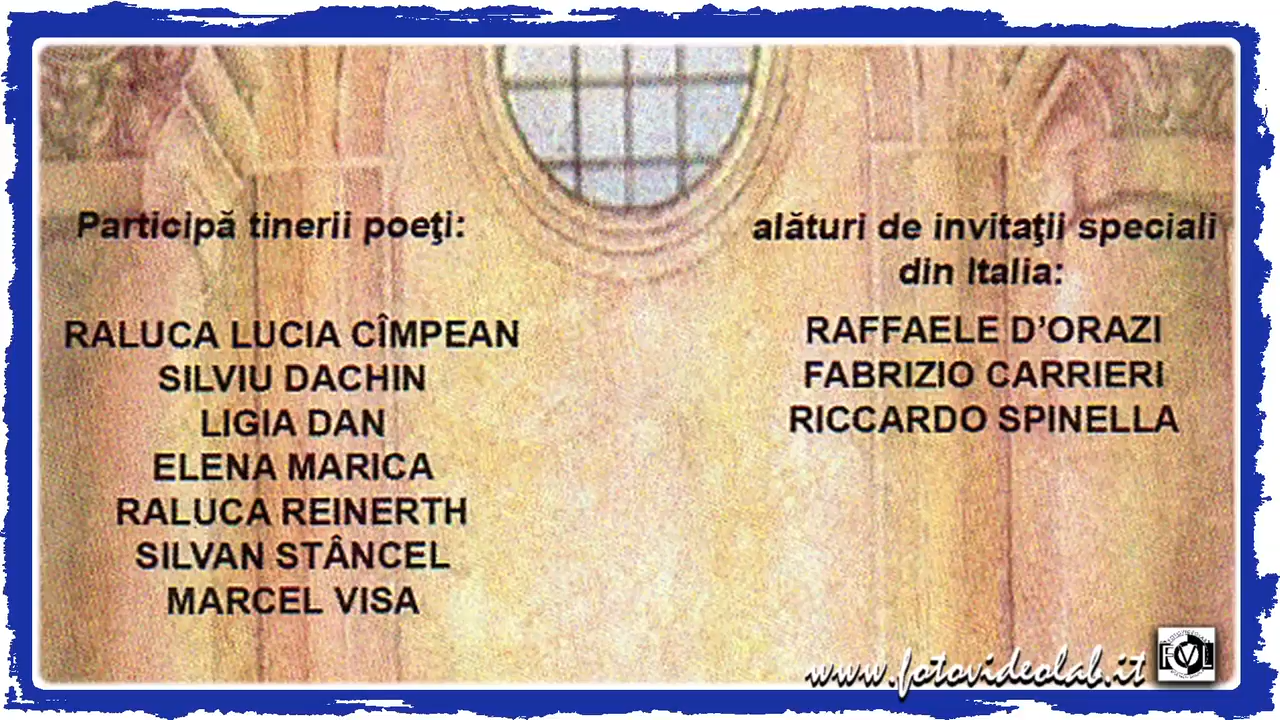 Participă tinerii poeţi:
RALUCA LUCIA CÎMPEAN
SILVIU DACHIN
LIGIA DAN
ELENA MARICA
RALUCA REINERTH
SILVAN STÂNCEL
MARCEL VISA
alături de invitaţii speciali
din Italia:
RAFFAELE D’ORAZI
FABRIZIO CARRIERI
RICCARDO SPINELLA
www.fotovideolab.it
FVL